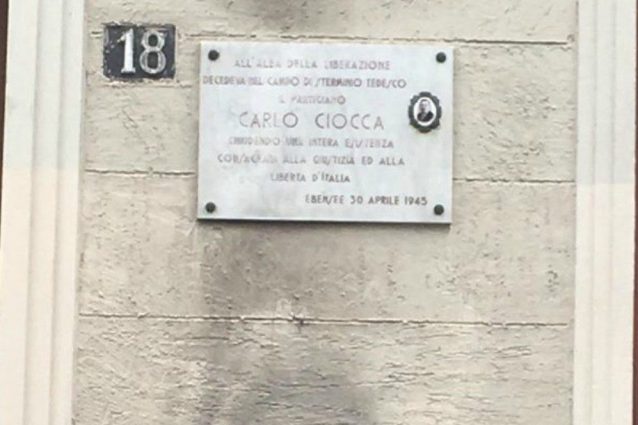 18
ALL'ALBA DELLA LIBERAZIONE
DECEDEVA NEL CAMPO DI STERMINIO TEDESCO
IL PARTIGIANO
CARLO CIOCCA
CHIUDENDO UNA INTERA ESISTENZA
CONSACRATA ALLA GIUSTIZIA ED ALLA
LIBERTA D'ITALIA
EBENSEE 30 APRILE 1945